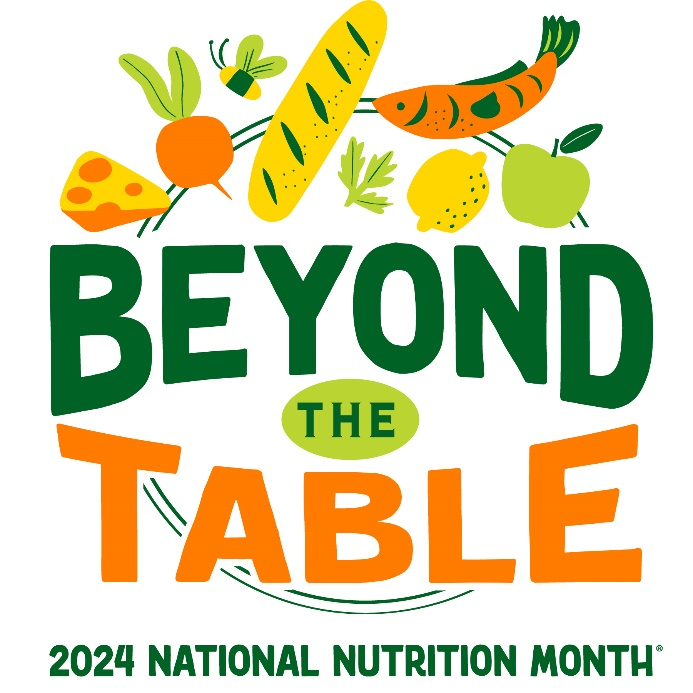 BEYOND
THE
TABLE
2024 NATIONAL NUTRITION MONTH®